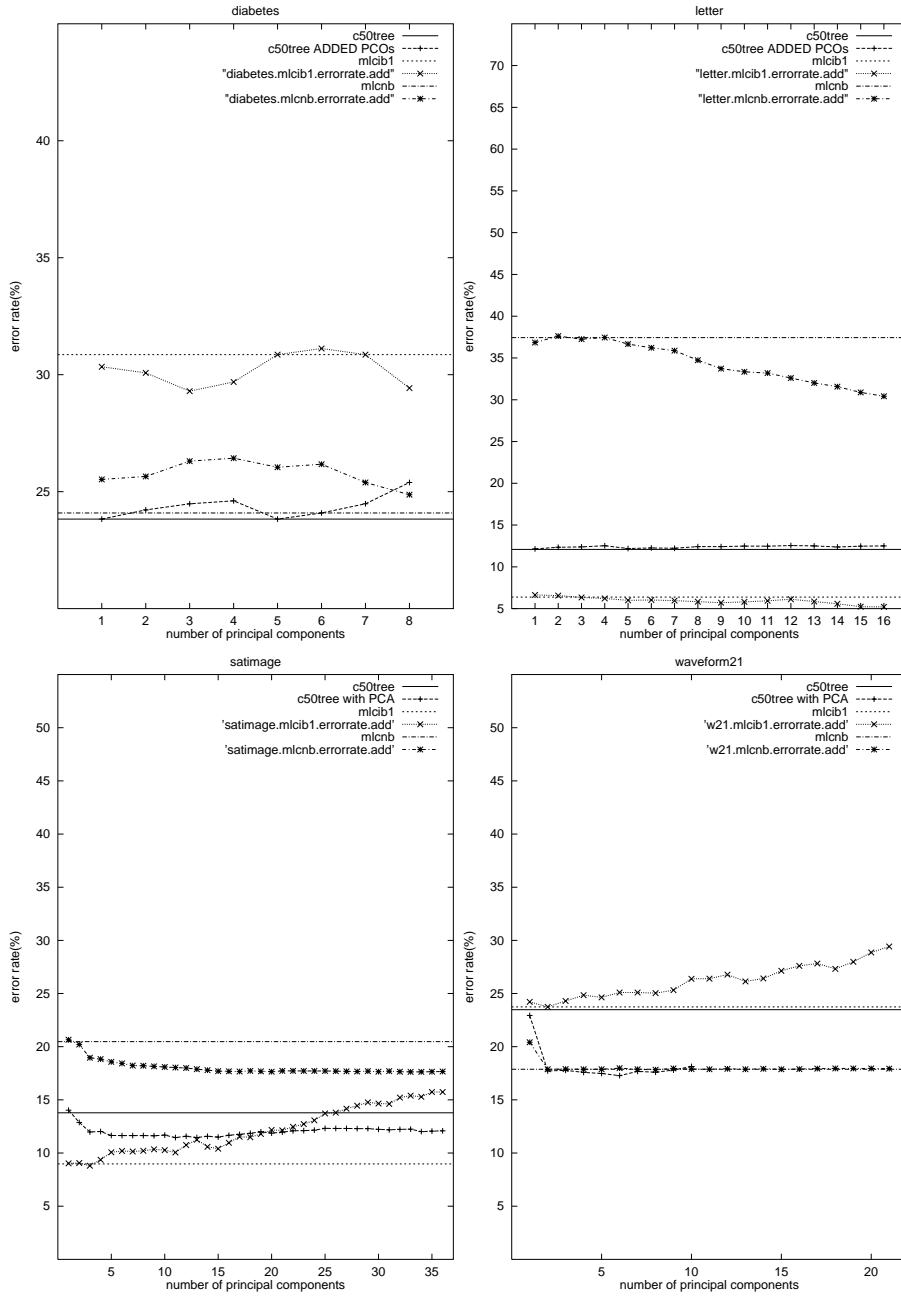 diabetes
c50tree
c50tree ADDED PCOs
mlcib1
"diabetes.mlcib1.errorrate.add"
mlcnb
"diabetes.mlcnb.errorrate.add"
40
35
30
25
error rate(%)
1 2 3 4 5 6 7 8
number of principal components
letter
c50tree
c50tree ADDED PCOs
mlcib1
"letter.mlcib1.errorrate.add"
mlcnb
"letter.mlcnb.errorrate.add"
70
65
60
55
50
45
40
35
30
25
20
15
10
5
error rate(%)
1 2 3 4 5 6 7 8 9 10 11 12 13 14 15 16
number of principal components
satimage
c50tree
c50tree with PCA
mlcib1
'satimage.mlcib1.errorrate.add'
mlcnb
'satimage.mlcnb.errorrate.add'
50
45
40
35
30
25
20
15
10
5
error rate(%)
5 10 15 20 25 30 35
number of principal components
waveform21
c50tree
c50tree with PCA
mlcib1
'w21.mlcib1.errorrate.add'
mlcnb
'w21.mlcnb.errorrate.add'
50
45
40
35
30
25
20
15
10
5
error rate(%)
5 10 15 20
number of principal components